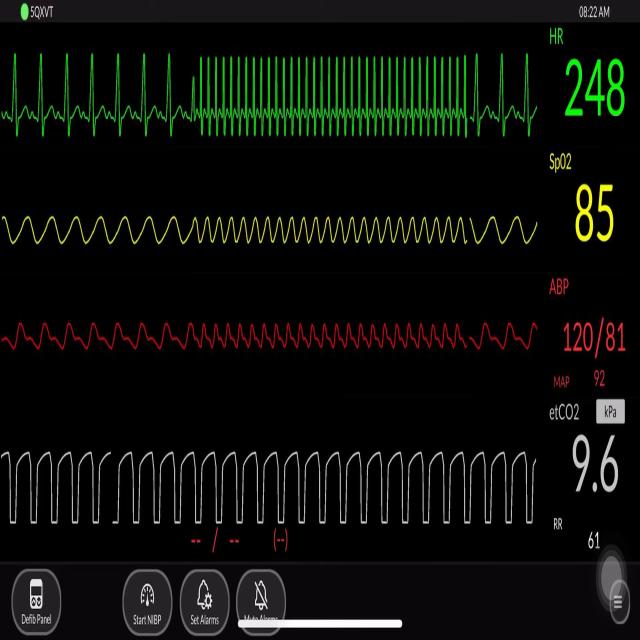 5QXVT
08:22 AM
HR
248
SpO2
85
ABP
120/81
MAP 92
etCO2 kPa
9.6
RR
61
-- / -- (--)
Defib Panel
Start NIBP
Set Alarms
Mute Alarms